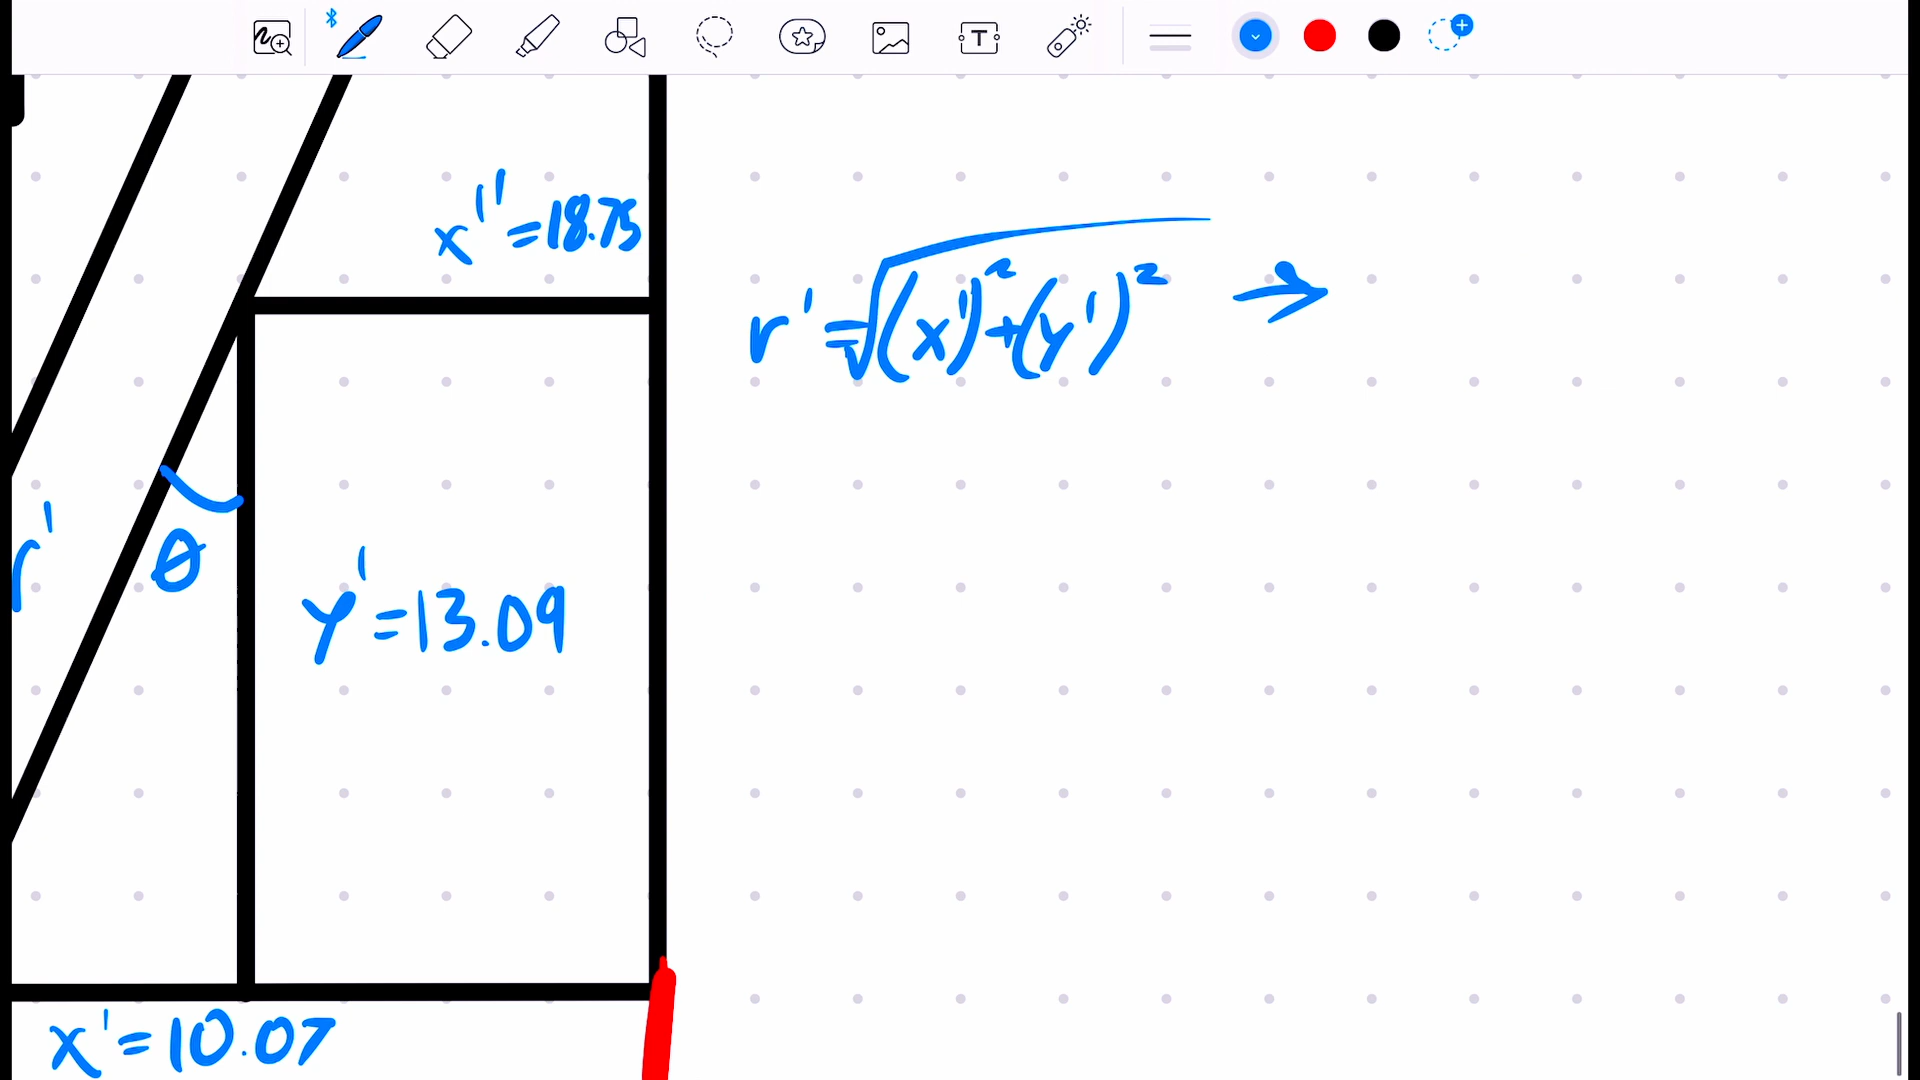 x''=18.75
r'=√(x')²+(y')² →
r'
θ
y'=13.09
x'=10.07